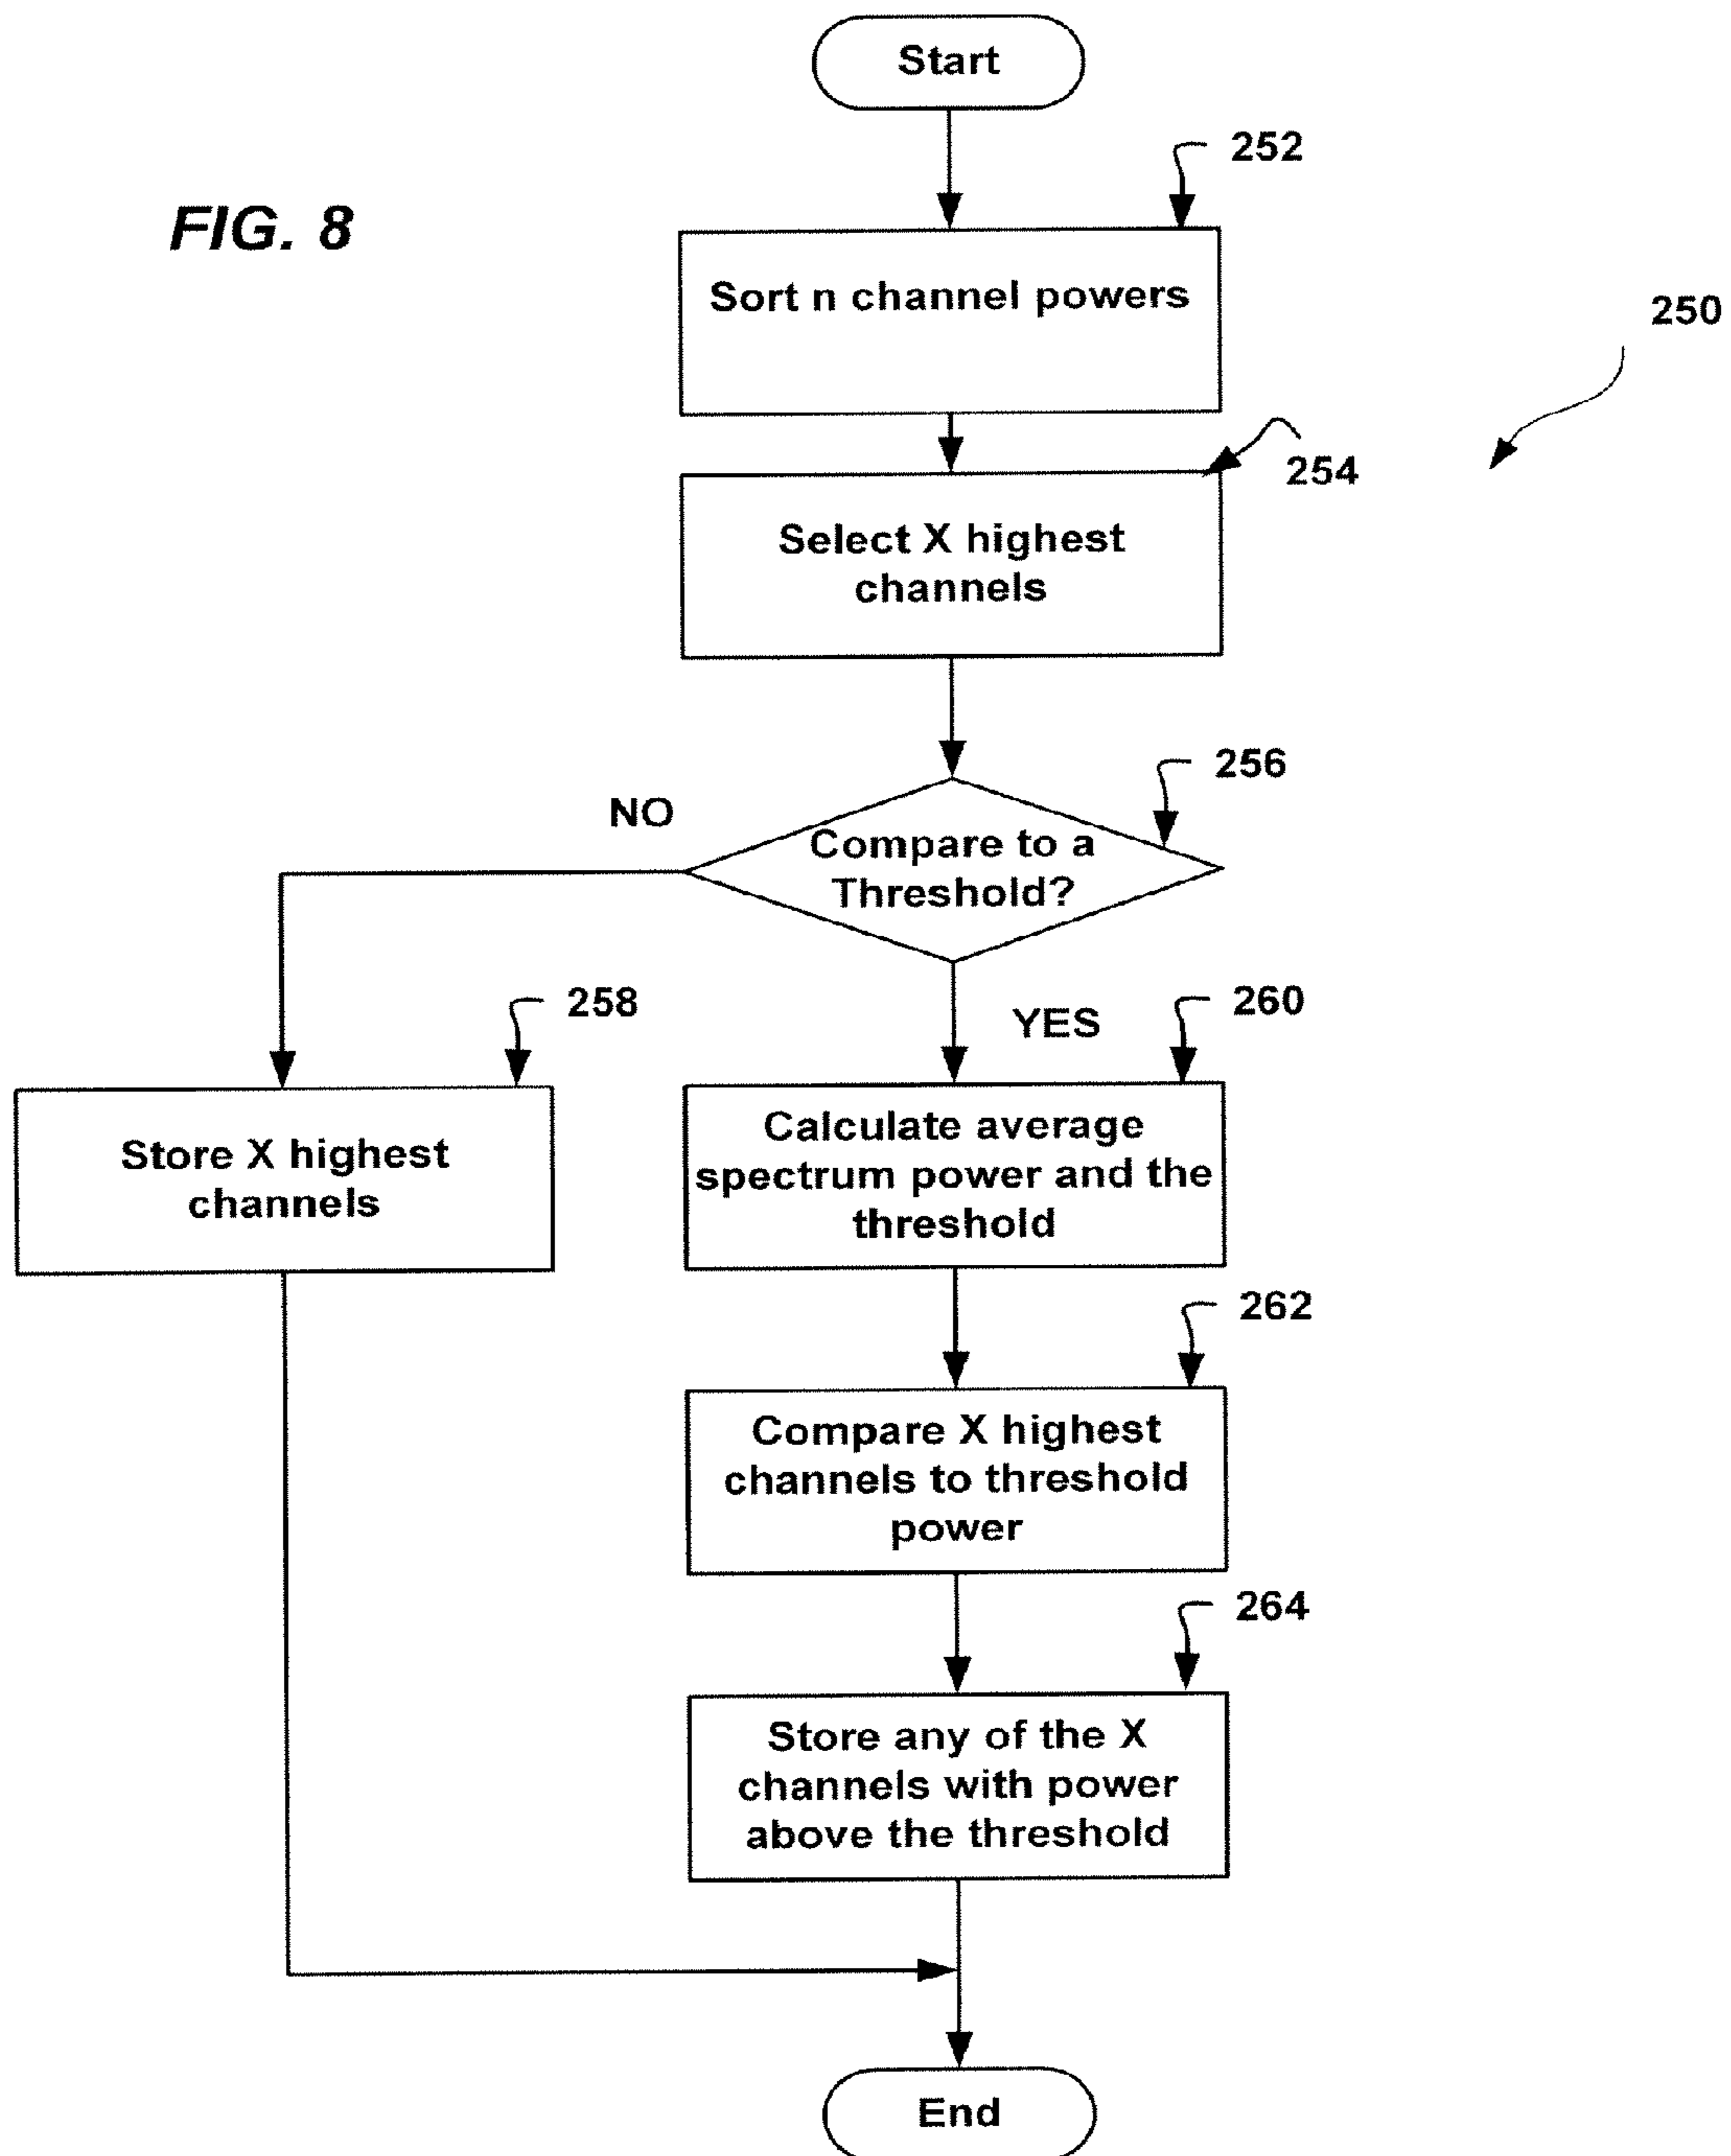 Start
252
FIG. 8
Sort n channel powers
250
254
Select X highest
channels
256
NO
Compare to a
Threshold?
258
YES
260
Store X highest
channels
Calculate average
spectrum power and the
threshold
262
Compare X highest
channels to threshold
power
264
Store any of the X
channels with power
above the threshold
End